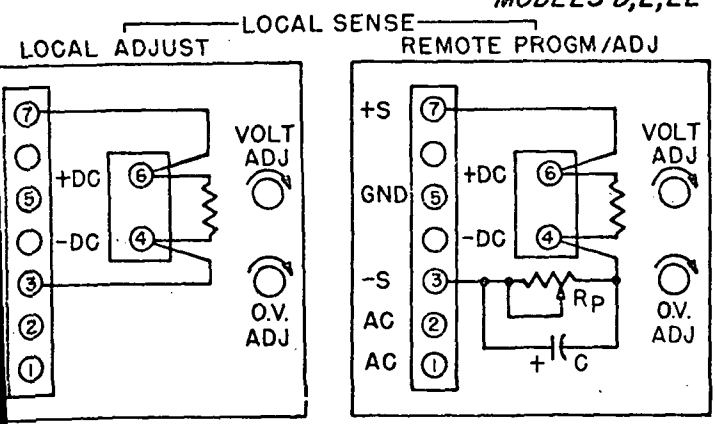 MODELS D,E,EE
LOCAL SENSE
LOCAL ADJUST
REMOTE PROGM/ADJ
7
5
3
2
1
+DC
-DC
6
4
VOLT
ADJ
O.V.
ADJ
+S
GND
-S
AC
AC
7
5
3
2
1
+DC
-DC
6
4
RP
+
C
VOLT
ADJ
O.V.
ADJ